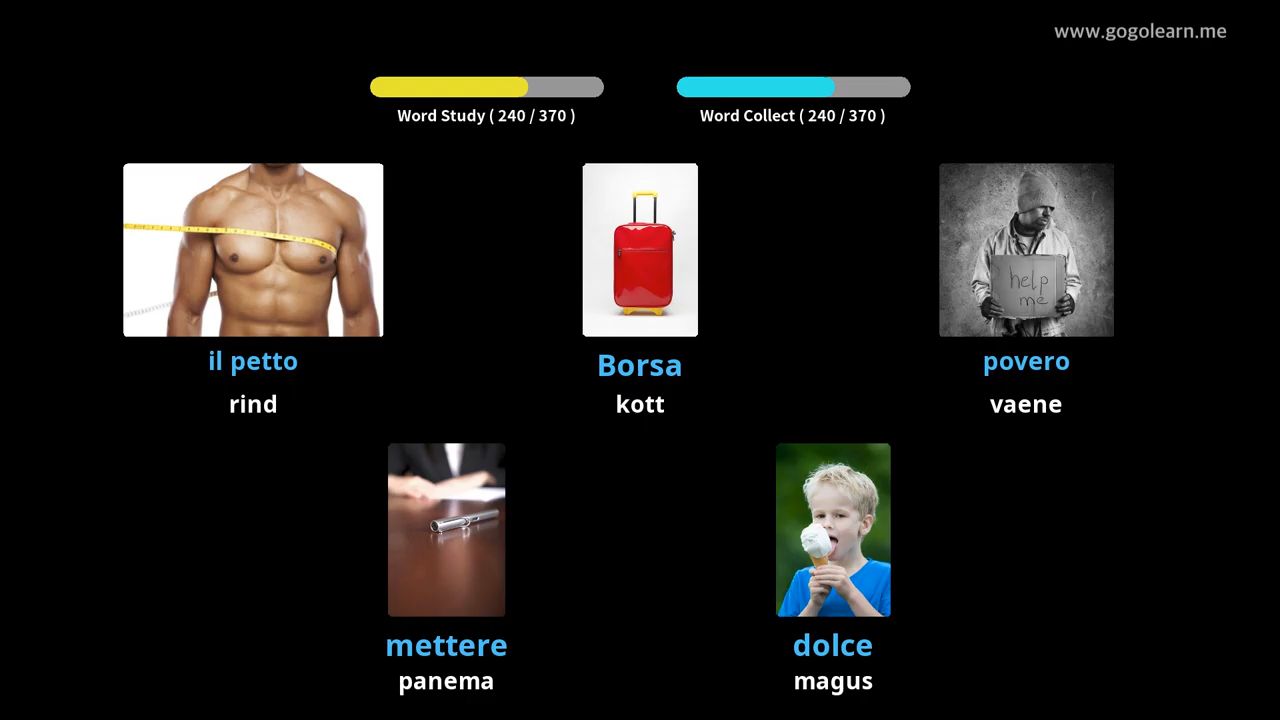 www.gogolearn.me
Word Study ( 240 / 370 )
Word Collect ( 240 / 370 )
help
me
il petto
Borsa
povero
rind
kott
vaene
mettere
dolce
panema
magus